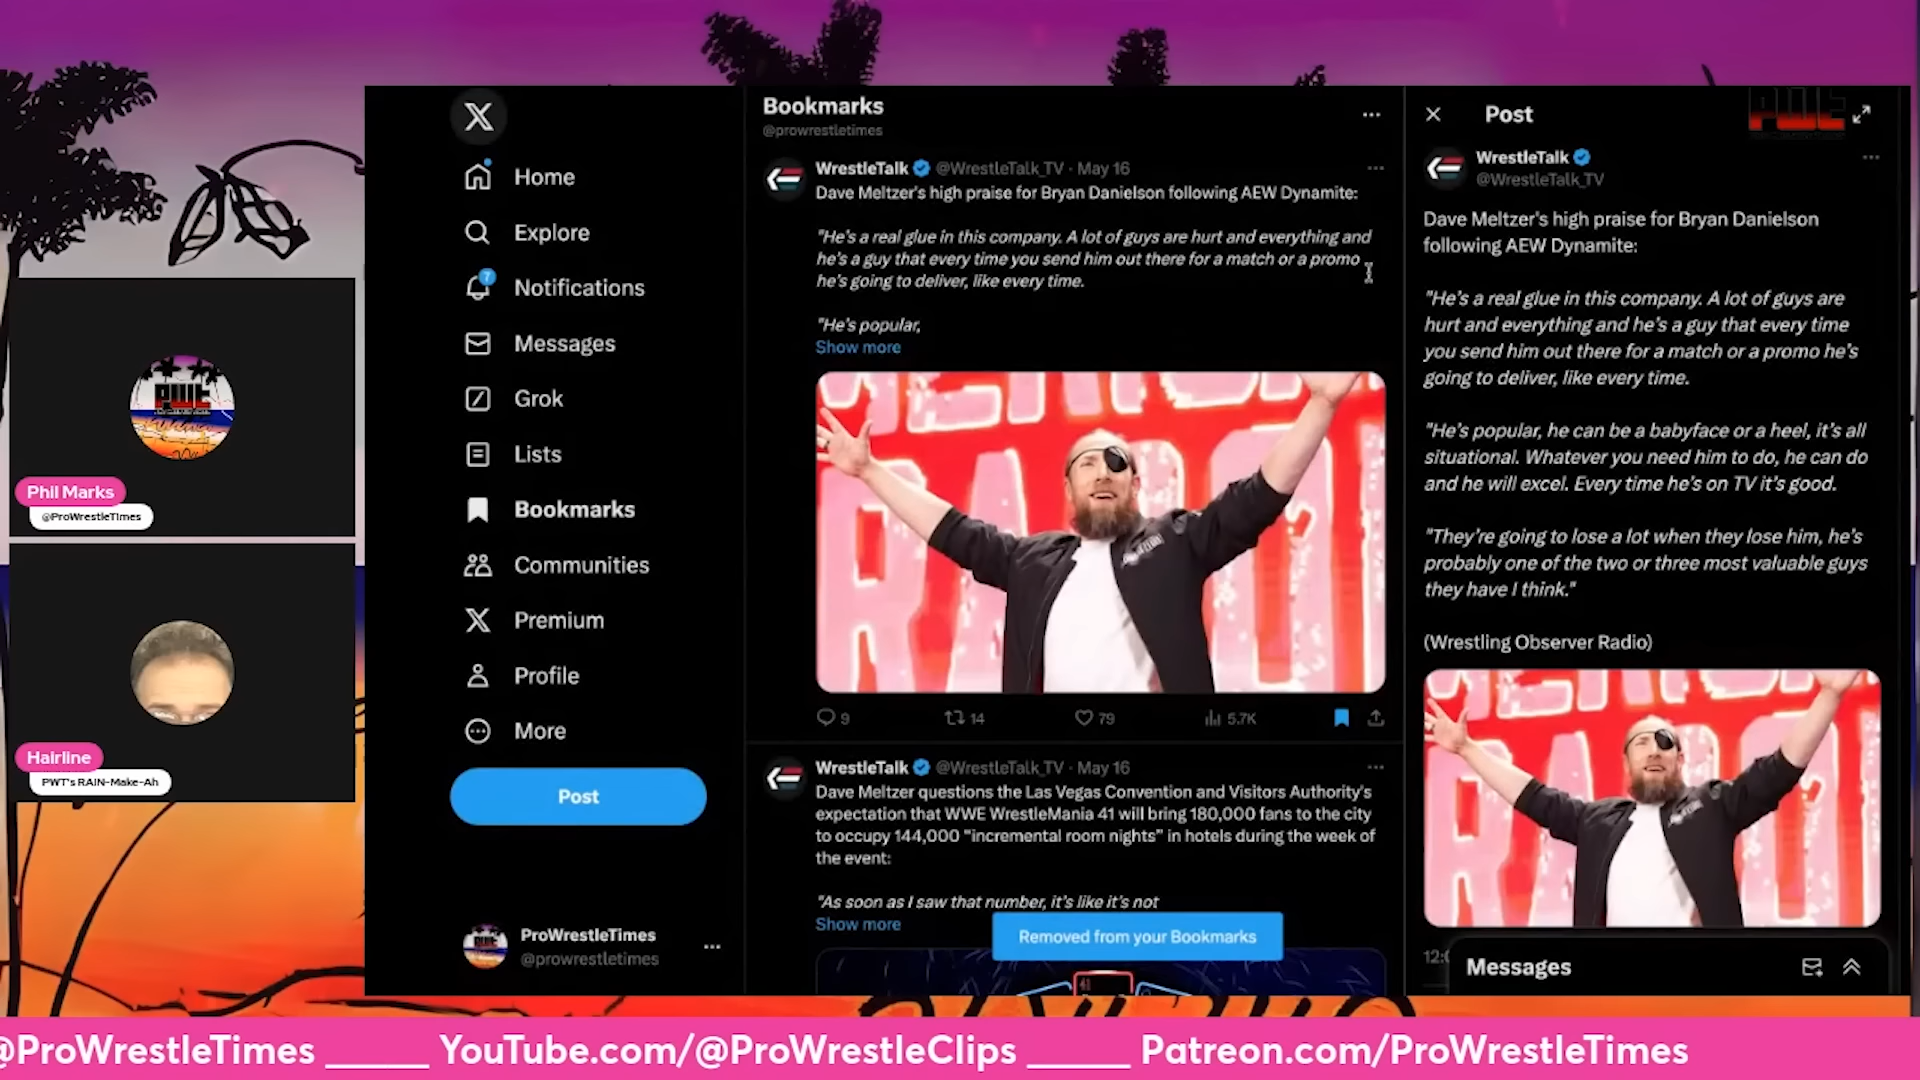 Bookmarks
@prowrestletimes
Post
PWE
Home
Explore
7
Notifications
Messages
Grok
Lists
Bookmarks
Communities
Premium
Profile
More
Post
ProWrestleTimes
@prowrestletimes
WrestleTalk @WrestleTalk_TV · May 16
Dave Meltzer's high praise for Bryan Danielson following AEW Dynamite:
"He's a real glue in this company. A lot of guys are hurt and everything and
he's a guy that every time you send him out there for a match or a promo
he's going to deliver, like every time.
"He's popular,
Show more
9
14
79
5.7K
WrestleTalk @WrestleTalk_TV · May 16
Dave Meltzer questions the Las Vegas Convention and Visitors Authority's
expectation that WWE WrestleMania 41 will bring 180,000 fans to the city
to occupy 144,000 "incremental room nights" in hotels during the week of
the event:
"As soon as I saw that number, it's like it's not
Show more
41
Removed from your Bookmarks
WrestleTalk
@WrestleTalk_TV
Dave Meltzer's high praise for Bryan Danielson
following AEW Dynamite:
"He's a real glue in this company. A lot of guys are
hurt and everything and he's a guy that every time
you send him out there for a match or a promo he's
going to deliver, like every time.
"He's popular, he can be a babyface or a heel, it's all
situational. Whatever you need him to do, he can do
and he will excel. Every time he's on TV it's good.
"They're going to lose a lot when they lose him, he's
probably one of the two or three most valuable guys
they have I think."
(Wrestling Observer Radio)
Messages
PWE
Phil Marks
@ProWrestleTimes
Hairline
PWT's RAIN-Make-Ah
@ProWrestleTimes ______ YouTube.com/@ProWrestleClips ______ Patreon.com/ProWrestleTimes